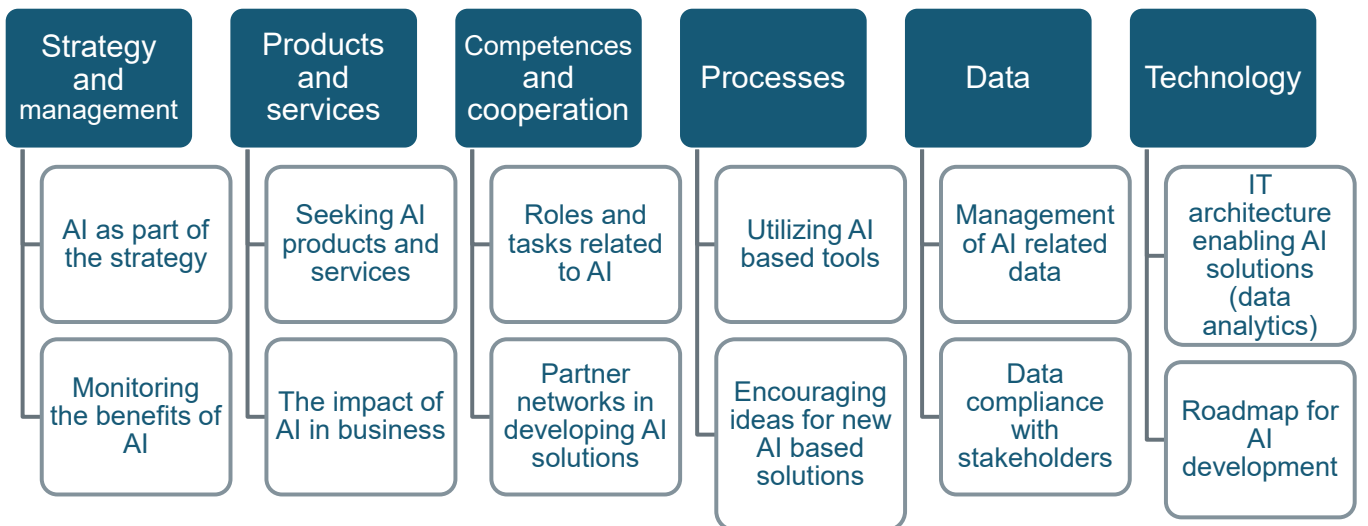 Strategy
and
management
AI as part of
the strategy
Monitoring
the benefits of
AI
Products
and
services
Seeking AI
products and
services
The impact of
AI in business
Competences
and
cooperation
Roles and
tasks related
to AI
Partner
networks in
developing AI
solutions
Processes
Utilizing AI
based tools
Encouraging
ideas for new
AI based
solutions
Data
Management
of AI related
data
Data
compliance
with
stakeholders
Technology
IT
architecture
enabling AI
solutions
(data
analytics)
Roadmap for
AI
development